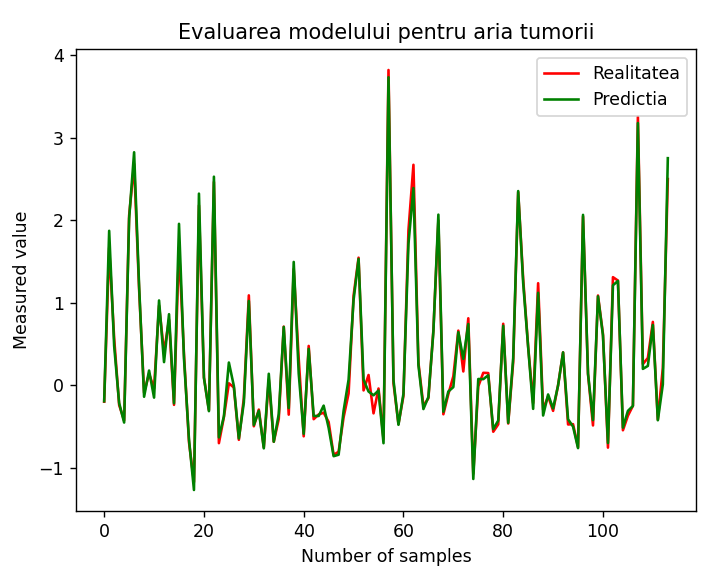 Evaluarea modelului pentru aria tumorii
Realitatea
Predictia
Measured value
4
3
2
1
0
−1
0 20 40 60 80 100
Number of samples